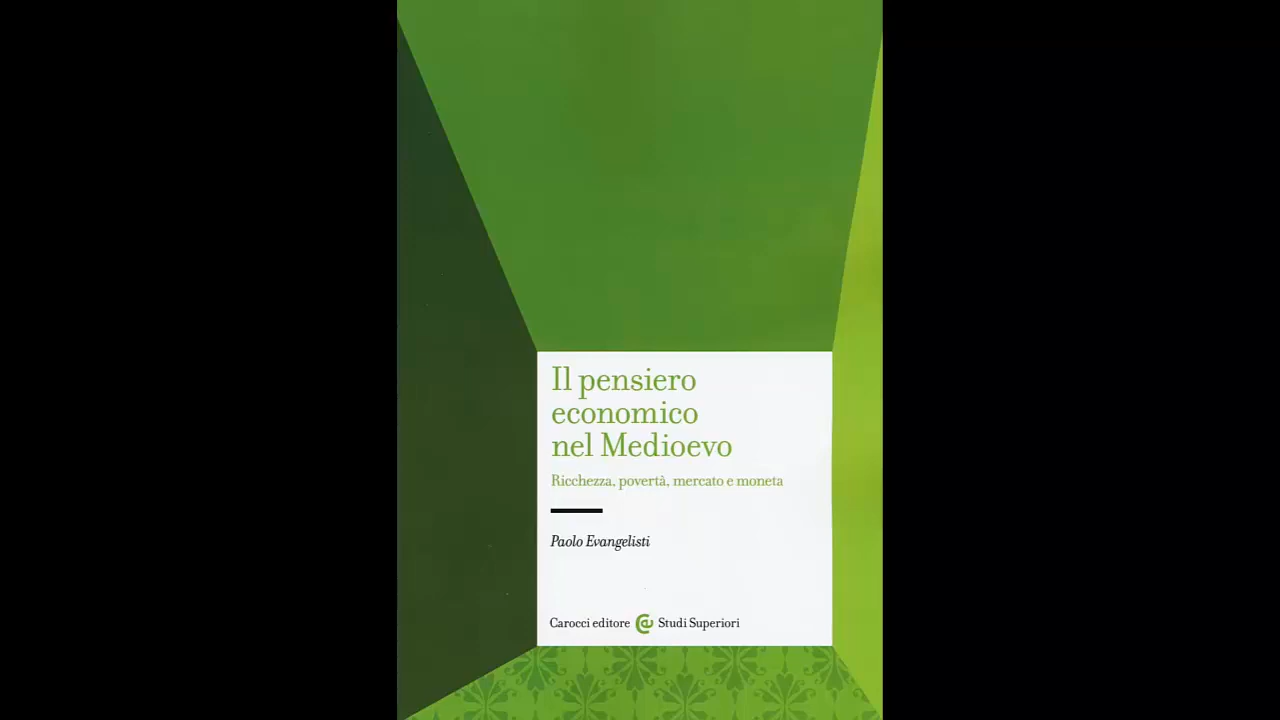 Il pensiero
economico
nel Medioevo
Ricchezza, povertà, mercato e moneta
Paolo Evangelisti
Carocci editore @ Studi Superiori